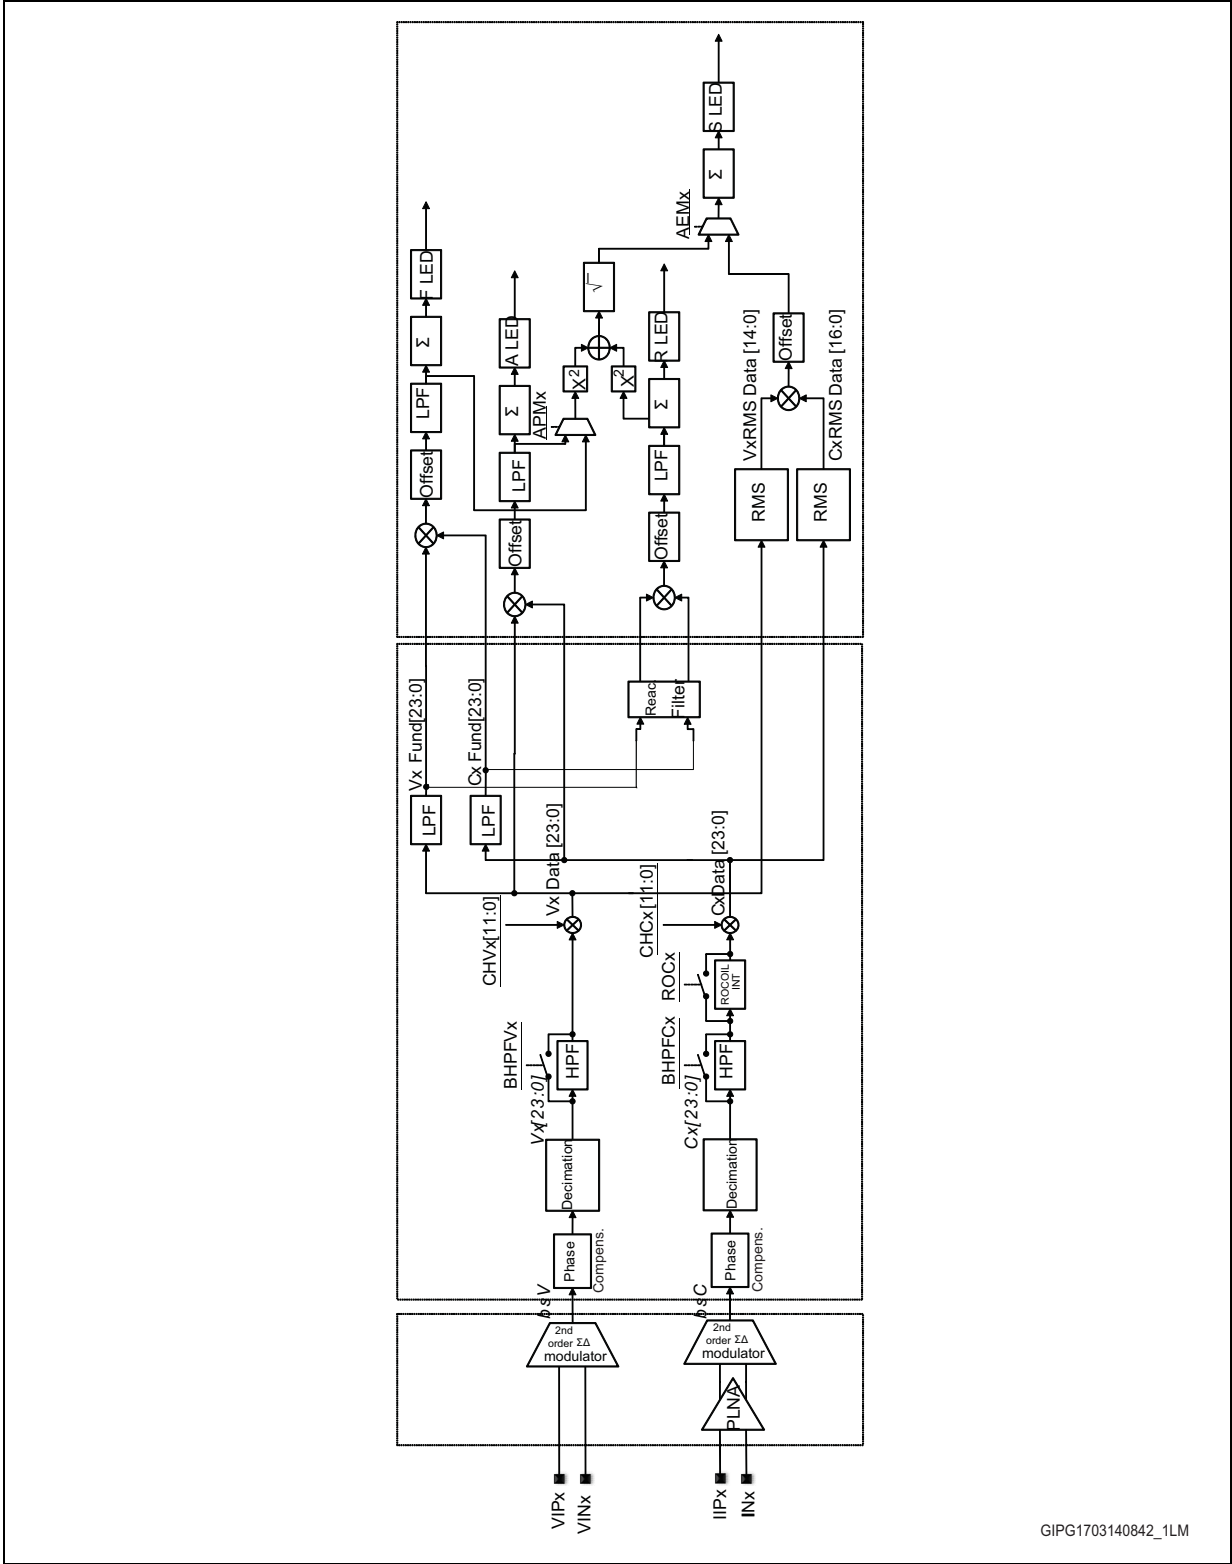 S LED
Σ
AEMx
F LED
Σ
LPF
Offset
A LED
Σ
APMx
LPF
Offset
√
X²
X²
R LED
Σ
LPF
Offset
Offset
VxRMS Data [14:0]
CxRMS Data [16:0]
RMS
RMS
Vx Fund[23:0]
Cx Fund[23:0]
Reac.
Filter
LPF
LPF
Vx Data [23:0]
CxData [23:0]
CHVx[11:0]
CHCx[11:0]
ROCx
ROCOIL
INT
BHPFVx
HPF
BHPFCx
HPF
Vx[23:0]
Cx[23:0]
Decimation
Decimation
Phase
Compens.
Phase
Compens.
bsV
bsC
2nd
order ΣΔ
modulator
2nd
order ΣΔ
modulator
PLNA
VIPx
VINx
IIPx
INx
GIPG1703140842_1LM